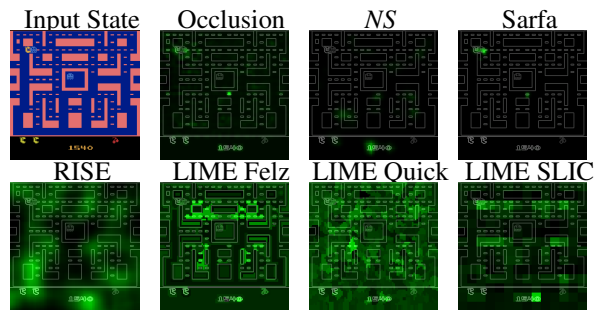 Input State Occlusion NS Sarfa
1540
RISE LIME Felz LIME Quick LIME SLIC